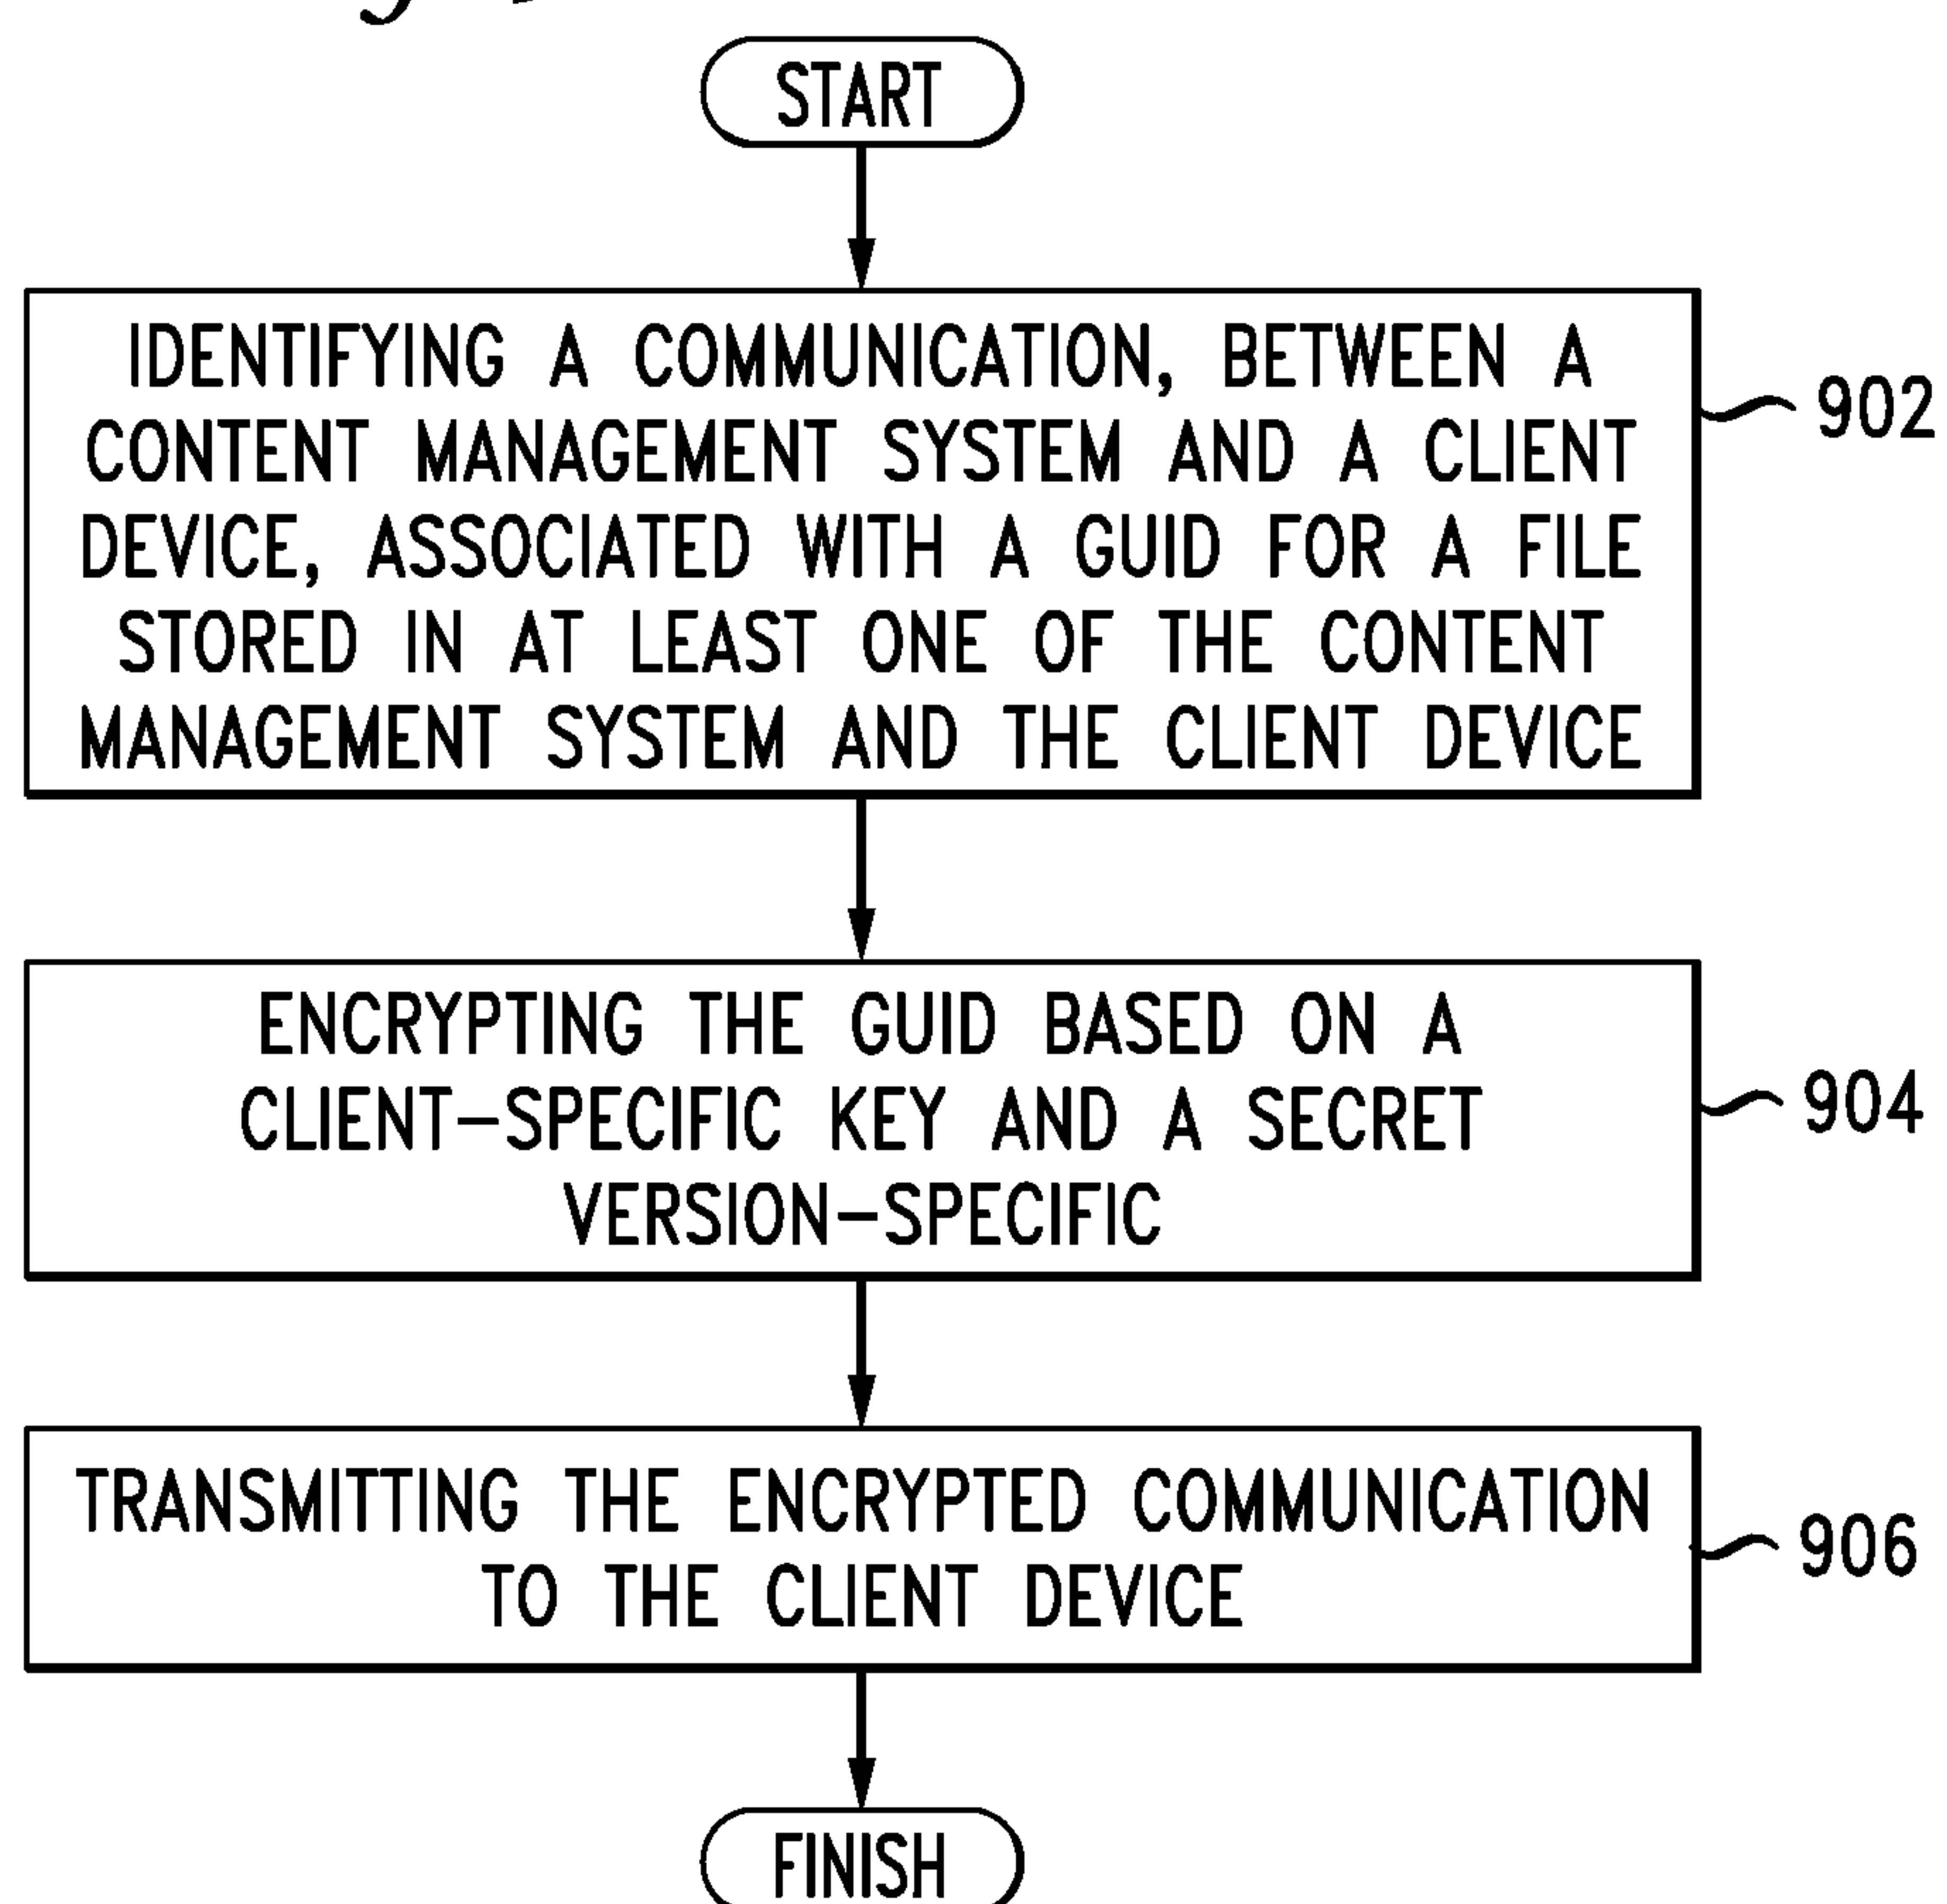 START
IDENTIFYING A COMMUNICATION, BETWEEN A
CONTENT MANAGEMENT SYSTEM AND A CLIENT
DEVICE, ASSOCIATED WITH A GUID FOR A FILE
STORED IN AT LEAST ONE OF THE CONTENT
MANAGEMENT SYSTEM AND THE CLIENT DEVICE
902
ENCRYPTING THE GUID BASED ON A
CLIENT-SPECIFIC KEY AND A SECRET
VERSION-SPECIFIC
904
TRANSMITTING THE ENCRYPTED COMMUNICATION
TO THE CLIENT DEVICE
906
FINISH